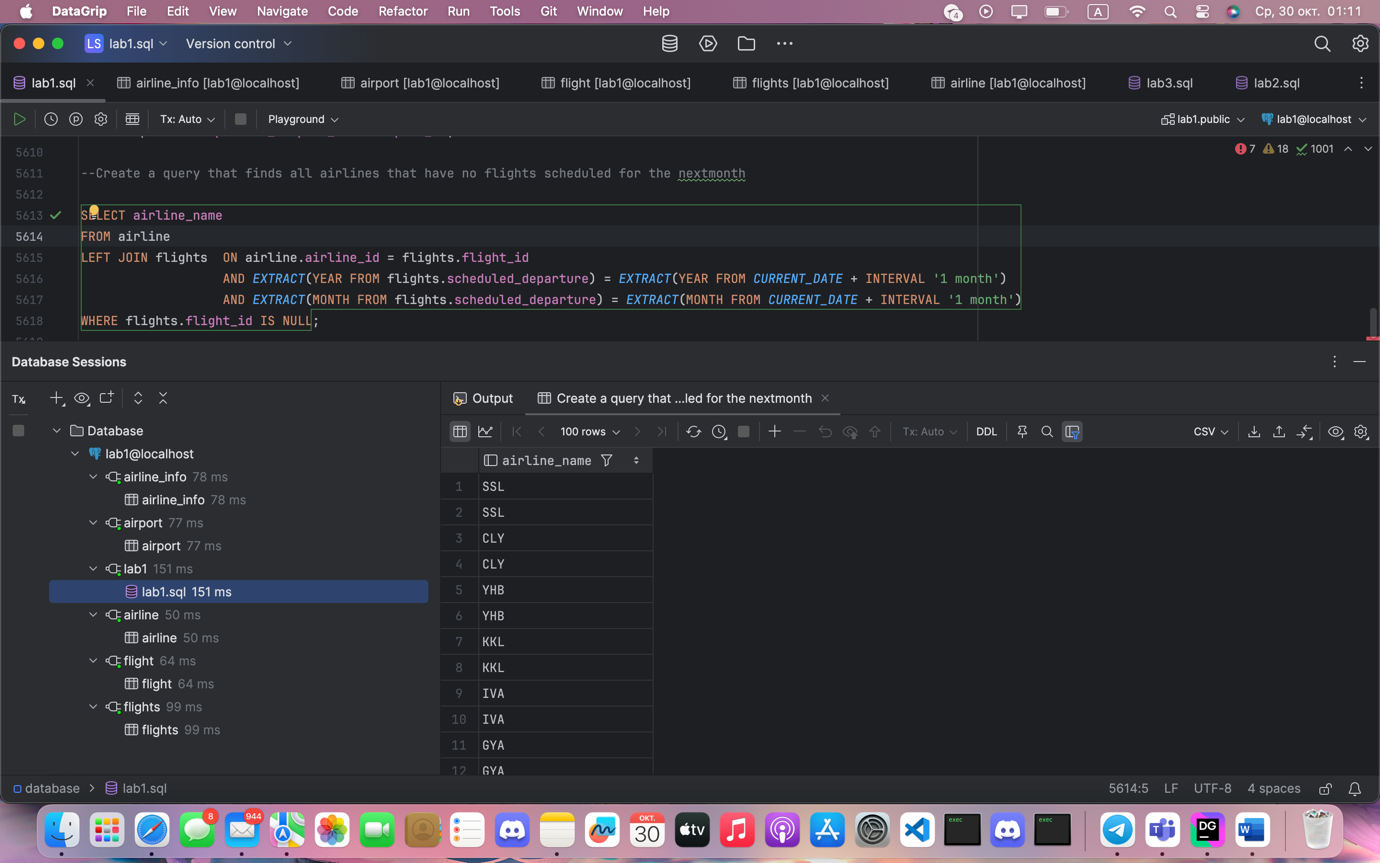 DataGrip File Edit View Navigate Code Refactor Run Tools Git Window Help 4 A Ср, 30 окт. 01:11
LS lab1.sql Version control
lab1.sql airline_info [lab1@localhost] airport [lab1@localhost] flight [lab1@localhost] flights [lab1@localhost] airline [lab1@localhost] lab3.sql lab2.sql
Tx: Auto Playground lab1.public lab1@localhost
5610 7 18 1001
5611 --Create a query that finds all airlines that have no flights scheduled for the nextmonth
5612
5613 SELECT airline_name
5614 FROM airline
5615 LEFT JOIN flights ON airline.airline_id = flights.flight_id
5616 AND EXTRACT(YEAR FROM flights.scheduled_departure) = EXTRACT(YEAR FROM CURRENT_DATE + INTERVAL '1 month')
5617 AND EXTRACT(MONTH FROM flights.scheduled_departure) = EXTRACT(MONTH FROM CURRENT_DATE + INTERVAL '1 month')
5618 WHERE flights.flight_id IS NULL;
Database Sessions
Tx
Database
lab1@localhost
airline_info 78 ms
airline_info 78 ms
airport 77 ms
airport 77 ms
lab1 151 ms
lab1.sql 151 ms
airline 50 ms
airline 50 ms
flight 64 ms
flight 64 ms
flights 99 ms
flights 99 ms
Output Create a query that ...led for the nextmonth
100 rows Tx: Auto DDL CSV
airline_name
1 SSL
2 SSL
3 CLY
4 CLY
5 YHB
6 YHB
7 KKL
8 KKL
9 IVA
10 IVA
11 GYA
12 GYA
database lab1.sql 5614:5 LF UTF-8 4 spaces
8 944 ОКТ. 30 tv exec exec DG W